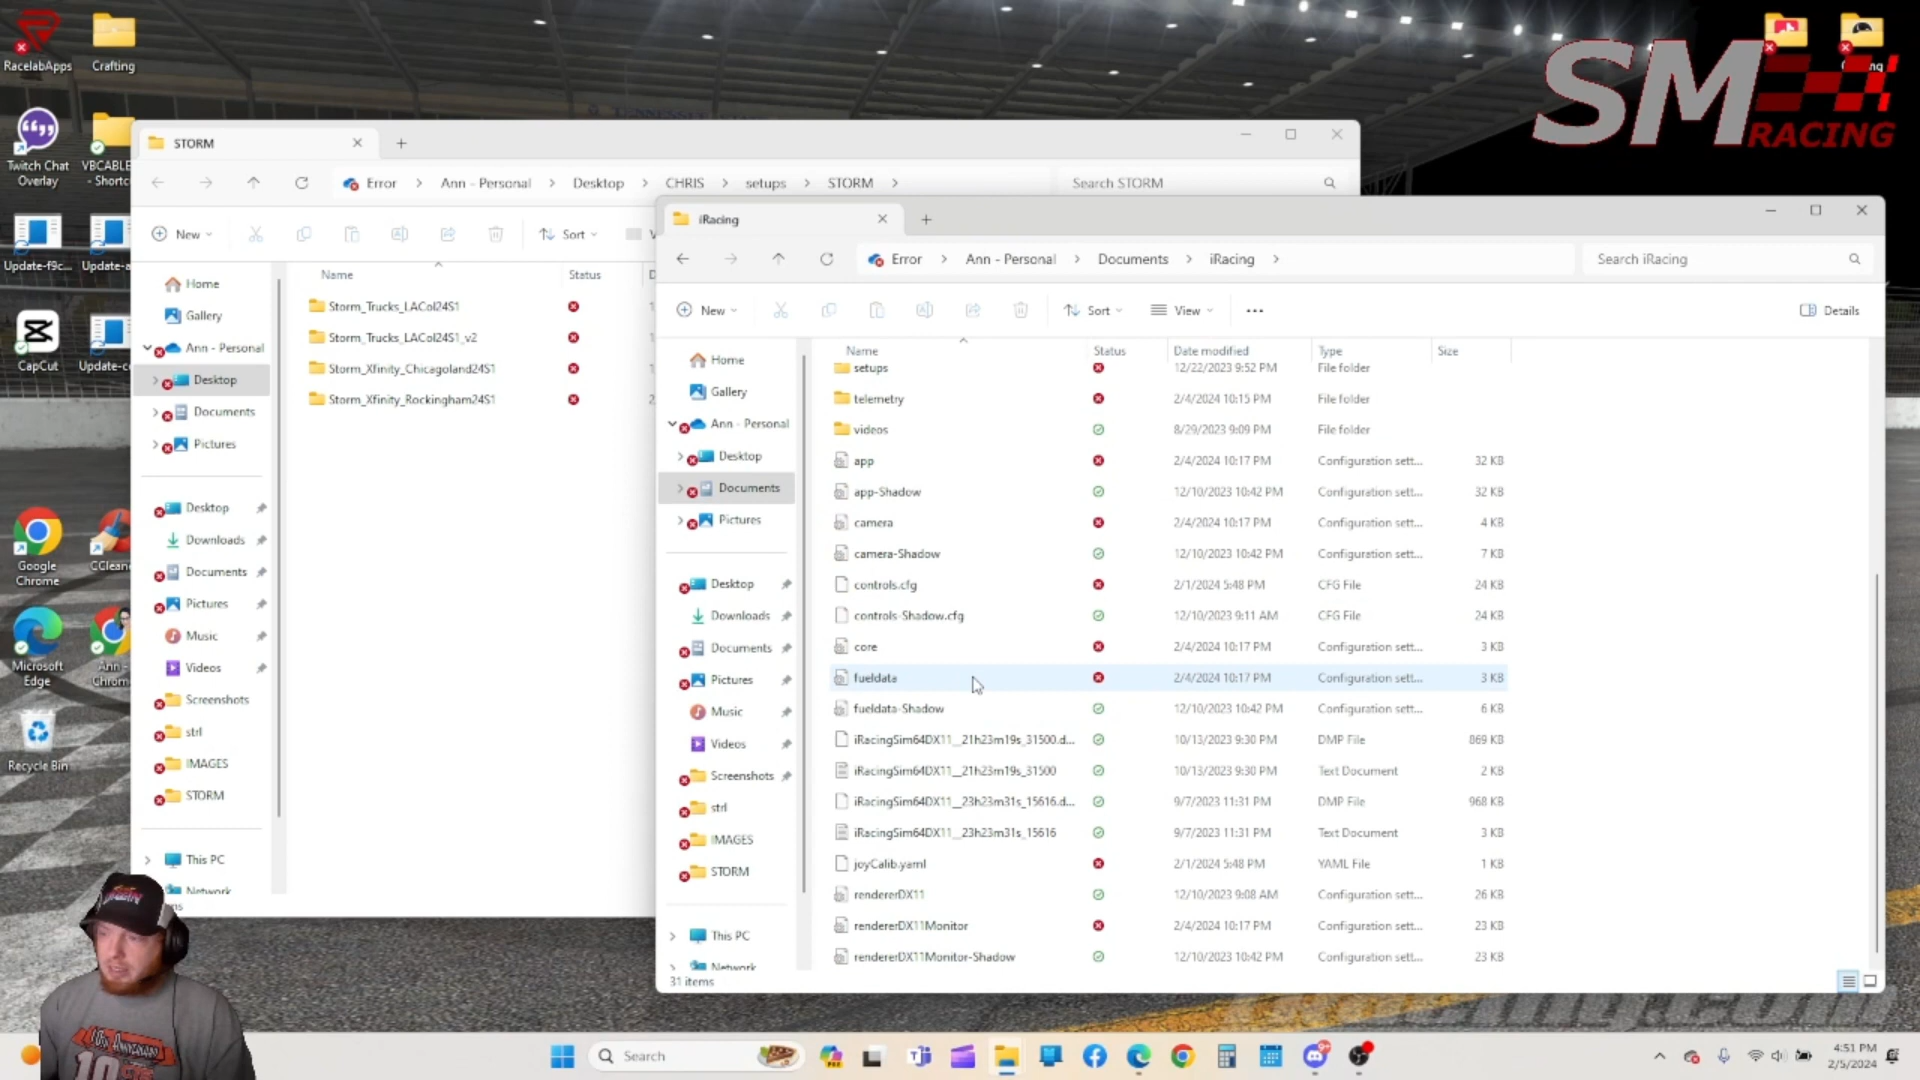 RacelabApps
Crafting
SM
RACING
Twitch Chat
Overlay
VBCABLE
- Shortc
Update-f9c...
Update-a
CapCut
Update-c
Google
Chrome
CClean
Microsoft
Edge
Ann -
Chrom
Recycle Bin
STORM
Error > Ann - Personal > Desktop > CHRIS > setups > STORM >
Search STORM
New
Sort
Name
Status
Home
Gallery
Ann - Personal
Desktop
Documents
Pictures
Desktop
Downloads
Documents
Pictures
Music
Videos
Screenshots
strl
IMAGES
STORM
This PC
Network
Storm_Trucks_LACol24S1
Storm_Trucks_LACol24S1_v2
Storm_Xfinity_Chicagoland24S1
Storm_Xfinity_Rockingham24S1
iRacing
Error > Ann - Personal > Documents > iRacing >
Search iRacing
New
Sort
View
...
Details
Home
Gallery
Ann - Personal
Desktop
Documents
Pictures
Desktop
Downloads
Documents
Pictures
Music
Videos
Screenshots
strl
IMAGES
STORM
This PC
Network
Name Status Date modified Type Size
setups 12/22/2023 9:52 PM File folder
telemetry 2/4/2024 10:15 PM File folder
videos 8/29/2023 9:09 PM File folder
app 2/4/2024 10:17 PM Configuration sett... 32 KB
app-Shadow 12/10/2023 10:42 PM Configuration sett... 32 KB
camera 2/4/2024 10:17 PM Configuration sett... 4 KB
camera-Shadow 12/10/2023 10:42 PM Configuration sett... 7 KB
controls.cfg 2/1/2024 5:48 PM CFG File 24 KB
controls-Shadow.cfg 12/10/2023 9:11 AM CFG File 24 KB
core 2/4/2024 10:17 PM Configuration sett... 3 KB
fueldata 2/4/2024 10:17 PM Configuration sett... 3 KB
fueldata-Shadow 12/10/2023 10:42 PM Configuration sett... 6 KB
iRacingSim64DX11__21h23m19s_31500.d... 10/13/2023 9:30 PM DMP File 869 KB
iRacingSim64DX11__21h23m19s_31500 10/13/2023 9:30 PM Text Document 2 KB
iRacingSim64DX11__23h23m31s_15616.d... 9/7/2023 11:31 PM DMP File 968 KB
iRacingSim64DX11__23h23m31s_15616 9/7/2023 11:31 PM Text Document 3 KB
joyCalib.yaml 2/1/2024 5:48 PM YAML File 1 KB
rendererDX11 12/10/2023 9:08 AM Configuration sett... 26 KB
rendererDX11Monitor 2/4/2024 10:17 PM Configuration sett... 23 KB
rendererDX11Monitor-Shadow 12/10/2023 10:42 PM Configuration sett... 23 KB
31 items
Search
4:51 PM
2/5/2024